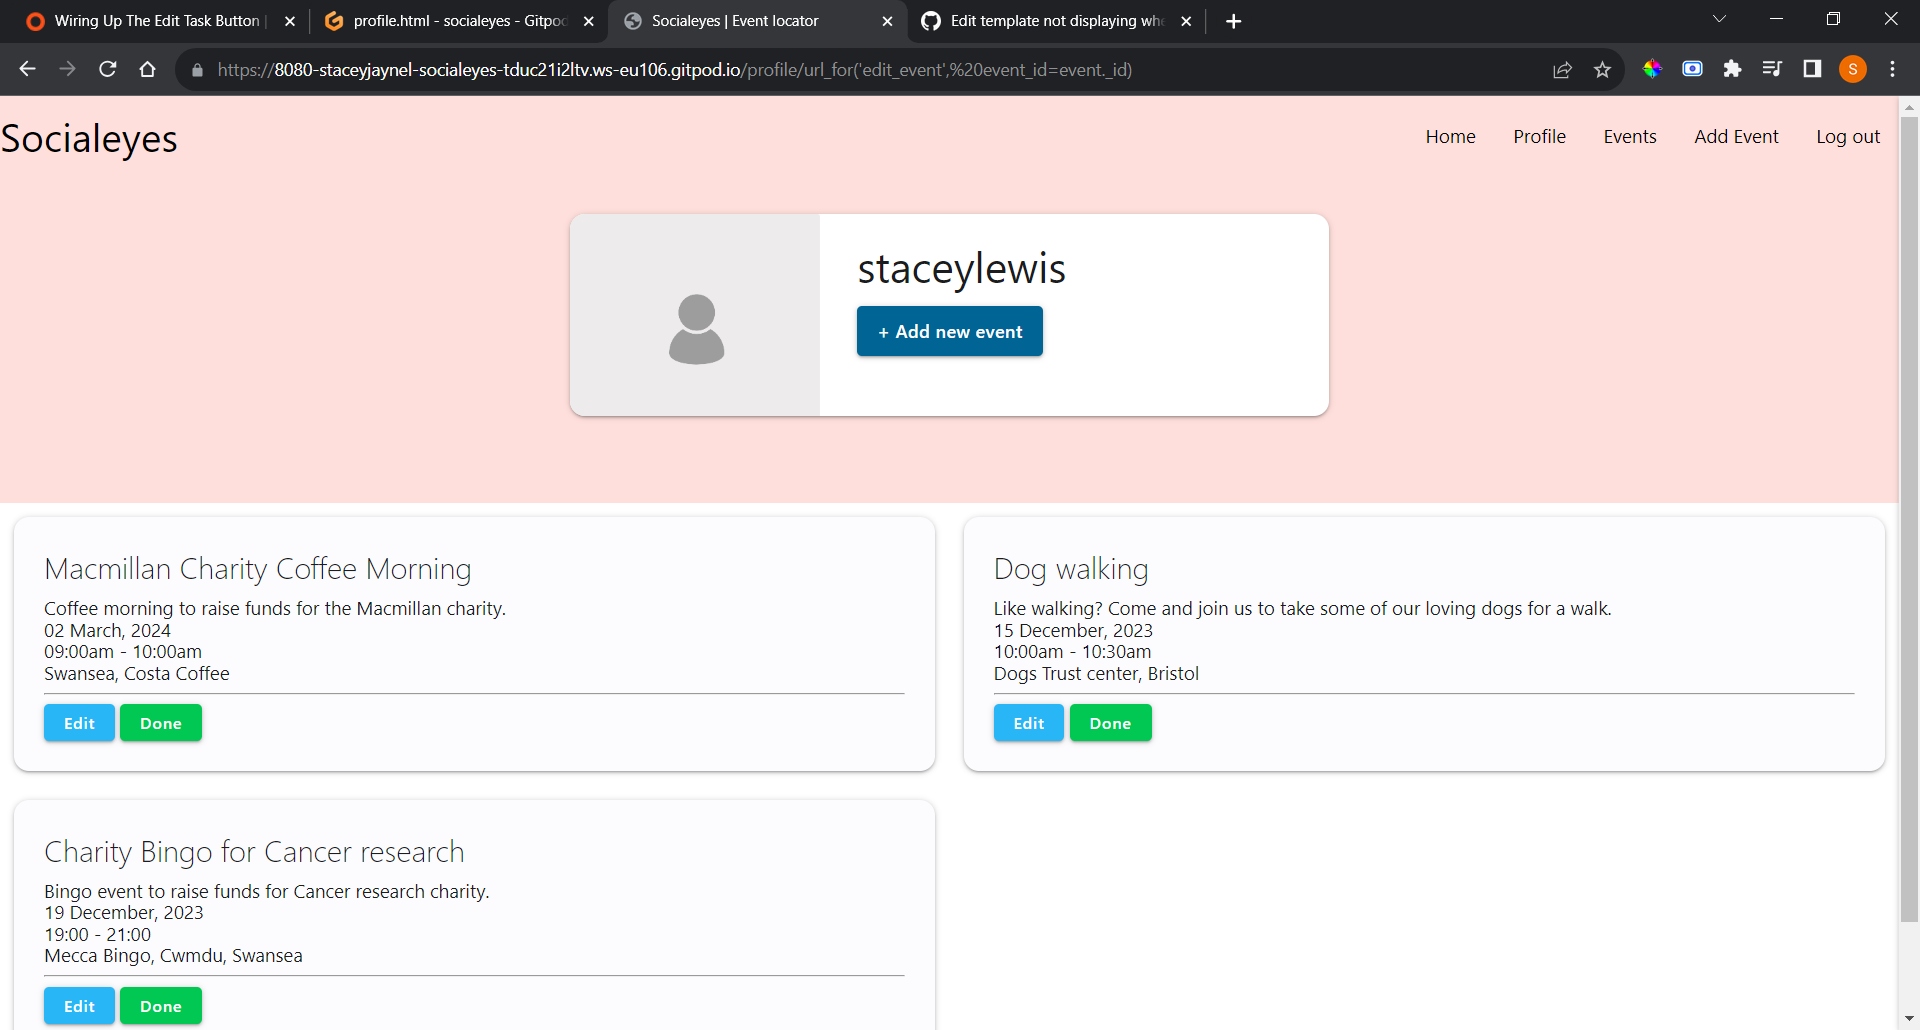 Wiring Up The Edit Task Button
profile.html - socialeyes - Gitpod
Socialeyes | Event locator
Edit template not displaying whe
https://8080-staceyjaynel-socialeyes-tduc21i2ltv.ws-eu106.gitpod.io/profile/url_for('edit_event',%20event_id=event._id)
S
Socialeyes
Home
Profile
Events
Add Event
Log out
staceylewis
+ Add new event
Macmillan Charity Coffee Morning
Coffee morning to raise funds for the Macmillan charity.
02 March, 2024
09:00am - 10:00am
Swansea, Costa Coffee
Edit
Done
Dog walking
Like walking? Come and join us to take some of our loving dogs for a walk.
15 December, 2023
10:00am - 10:30am
Dogs Trust center, Bristol
Edit
Done
Charity Bingo for Cancer research
Bingo event to raise funds for Cancer research charity.
19 December, 2023
19:00 - 21:00
Mecca Bingo, Cwmdu, Swansea
Edit
Done